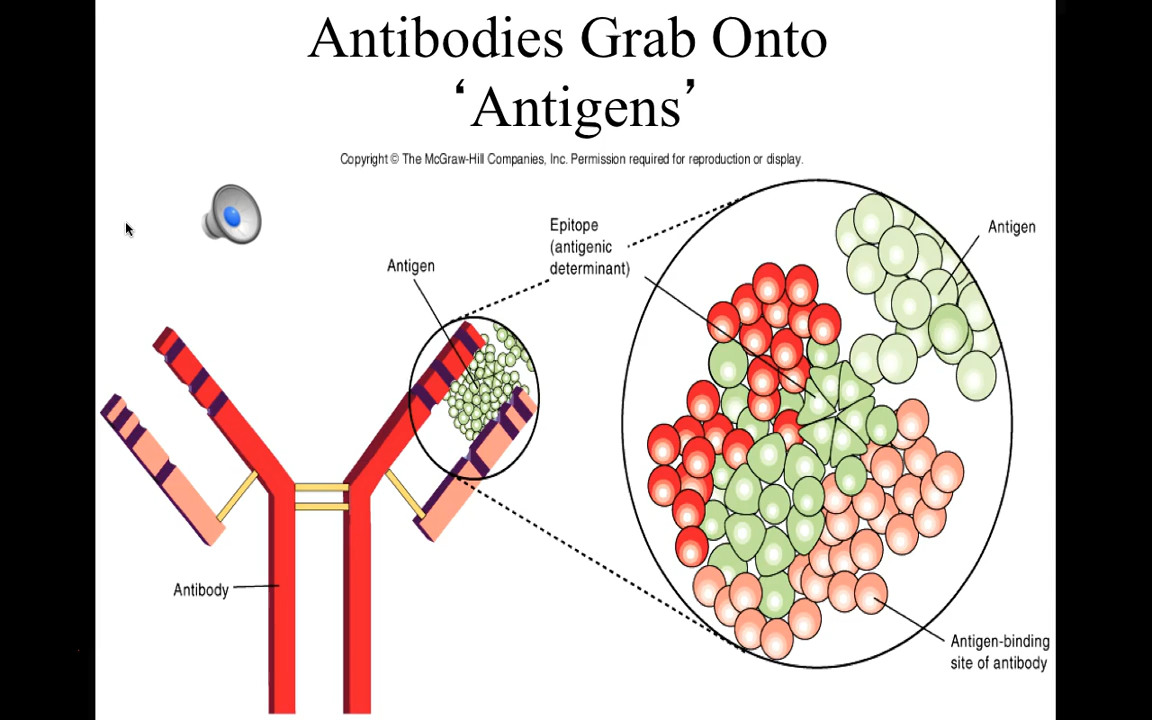 Antibodies Grab Onto
‘Antigens’
Copyright © The McGraw-Hill Companies, Inc. Permission required for reproduction or display.
Epitope
(antigenic
determinant)
Antigen
Antigen
Antibody
Antigen-binding
site of antibody